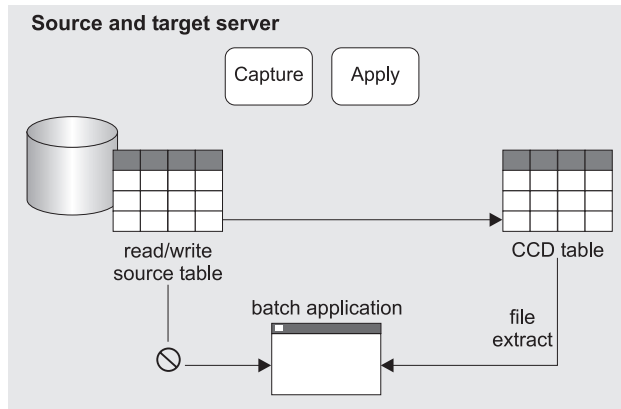 Source and target server
Capture
Apply
read/write
source table
CCD table
batch application
file
extract